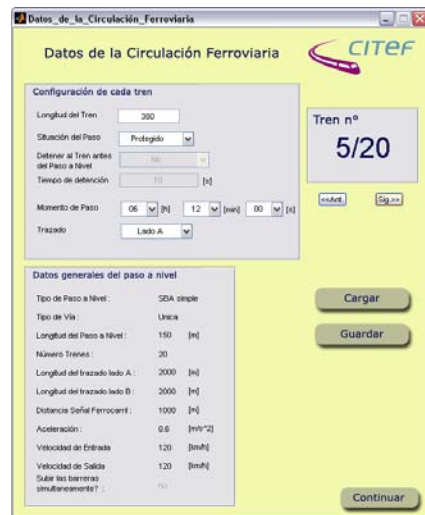 Datos_de_la_Circulación_Ferroviaria
Datos de la Circulación Ferroviaria
CITEF
Configuración de cada tren
Longitud del Tren 300
Situación del Paso Protegido
Detener al Tren antes del Paso a Nivel No
Tiempo de detención 10 [s]
Momento de Paso 06 [h] 12 [min] 00 [s]
Trazado Lado A
Tren nº
5/20
<<Ant. Sig.>>
Datos generales del paso a nivel
Tipo de Paso a Nivel : SBA simple
Tipo de Vía : Unica
Longitud del Paso a Nivel : 150 [m]
Número Trenes : 20
Longitud del trazado lado A : 2000 [m]
Longitud del trazado lado B : 2000 [m]
Distancia Señal Ferrocarril : 1000 [m]
Aceleración : 0.6 [m/s^2]
Velocidad de Entrada 120 [km/h]
Velocidad de Salida 120 [km/h]
Subir las barreras simultaneamente? : No
Cargar
Guardar
Continuar